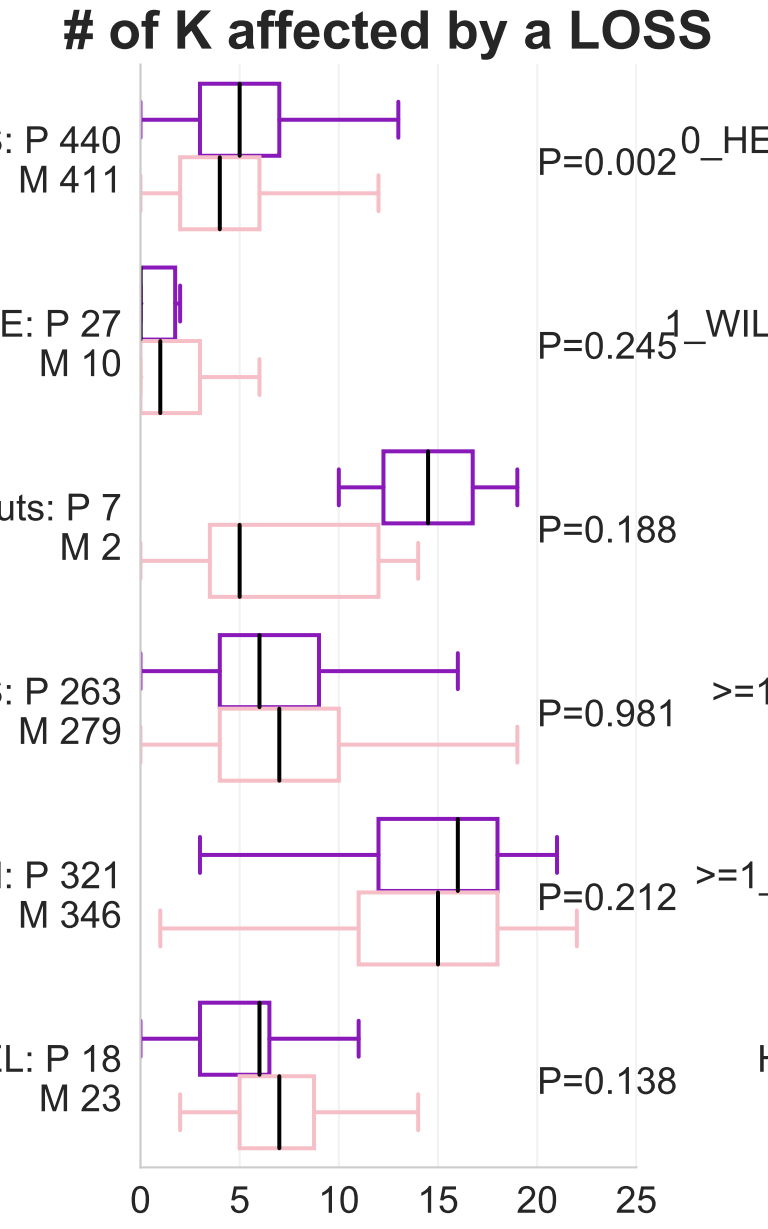 # of K affected by a LOSS
S: P 440
M 411
P=0.002
0_HE
E: P 27
M 10
P=0.245
1_WIL
uts: P 7
M 2
P=0.188
S: P 263
M 279
P=0.981
>=1
P 321
M 346
P=0.212
>=1_
EL: P 18
M 23
P=0.138
H
0 5 10 15 20 25